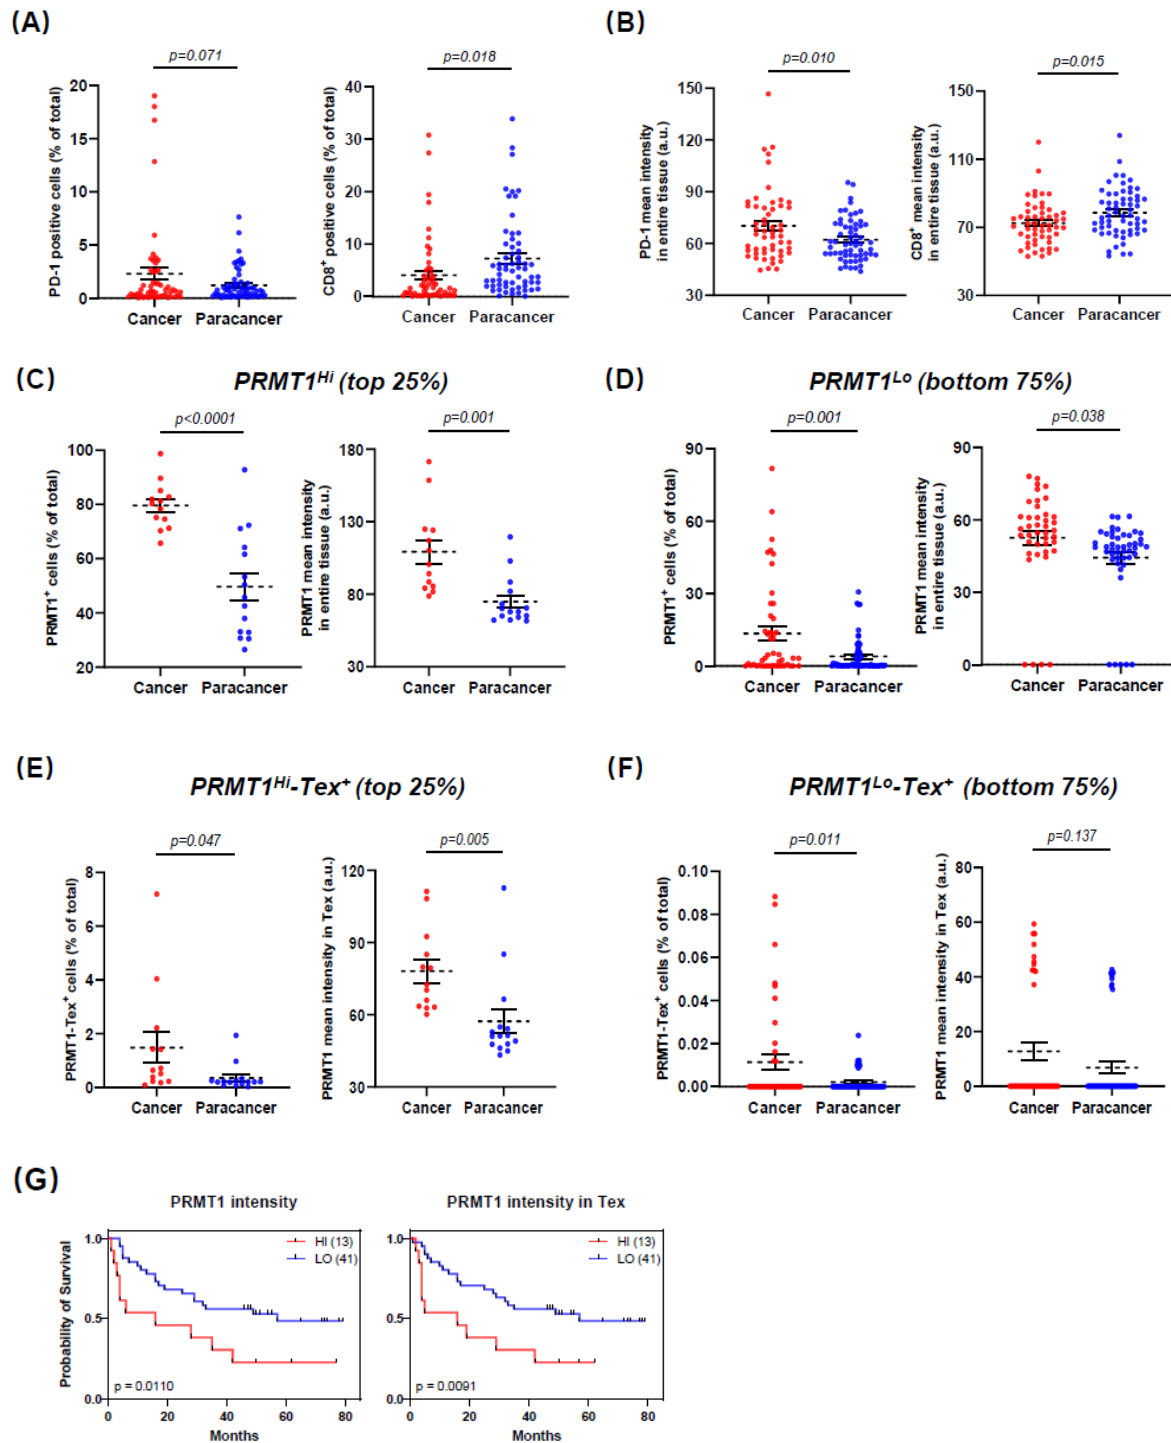 (A)
(B)
p=0.071
p=0.018
p=0.010
p=0.015
PD-1 positive cells (% of total)
20
15
10
5
0
Cancer Paracancer
CD8+ positive cells (% of total)
40
30
20
10
0
Cancer Paracancer
PD-1 mean intensity
in entire tissue (a.u.)
150
120
90
60
30
Cancer Paracancer
CD8+ mean intensity
in entire tissue (a.u.)
150
110
70
30
Cancer Paracancer
(C)
PRMT1Hi (top 25%)
p<0.0001
p=0.001
PRMT1+ cells (% of total)
100
80
60
40
20
Cancer Paracancer
PRMT1 mean intensity
in entire tissue (a.u.)
180
130
75
30
Cancer Paracancer
(D)
PRMT1Lo (bottom 75%)
p=0.001
p=0.038
PRMT1+ cells (% of total)
90
60
30
0
Cancer Paracancer
PRMT1 mean intensity
in entire tissue (a.u.)
90
60
30
0
Cancer Paracancer
(E)
PRMT1Hi-Tex+ (top 25%)
p=0.047
p=0.005
PRMT1-Tex+ cells (% of total)
8
6
4
2
0
Cancer Paracancer
PRMT1 mean intensity in Tex (a.u.)
120
90
60
30
Cancer Paracancer
(F)
PRMT1Lo-Tex+ (bottom 75%)
p=0.011
p=0.137
PRMT1-Tex+ cells (% of total)
0.10
0.08
0.06
0.04
0.02
0.00
Cancer Paracancer
PRMT1 mean intensity in Tex (a.u.)
80
60
40
20
0
Cancer Paracancer
(G)
PRMT1 intensity
Probability of Survival
1.0
0.5
0.0
HI (13)
LO (41)
p = 0.0110
0 20 40 60 80
Months
PRMT1 intensity in Tex
1.0
0.5
0.0
HI (13)
LO (41)
p = 0.0091
0 20 40 60 80
Months